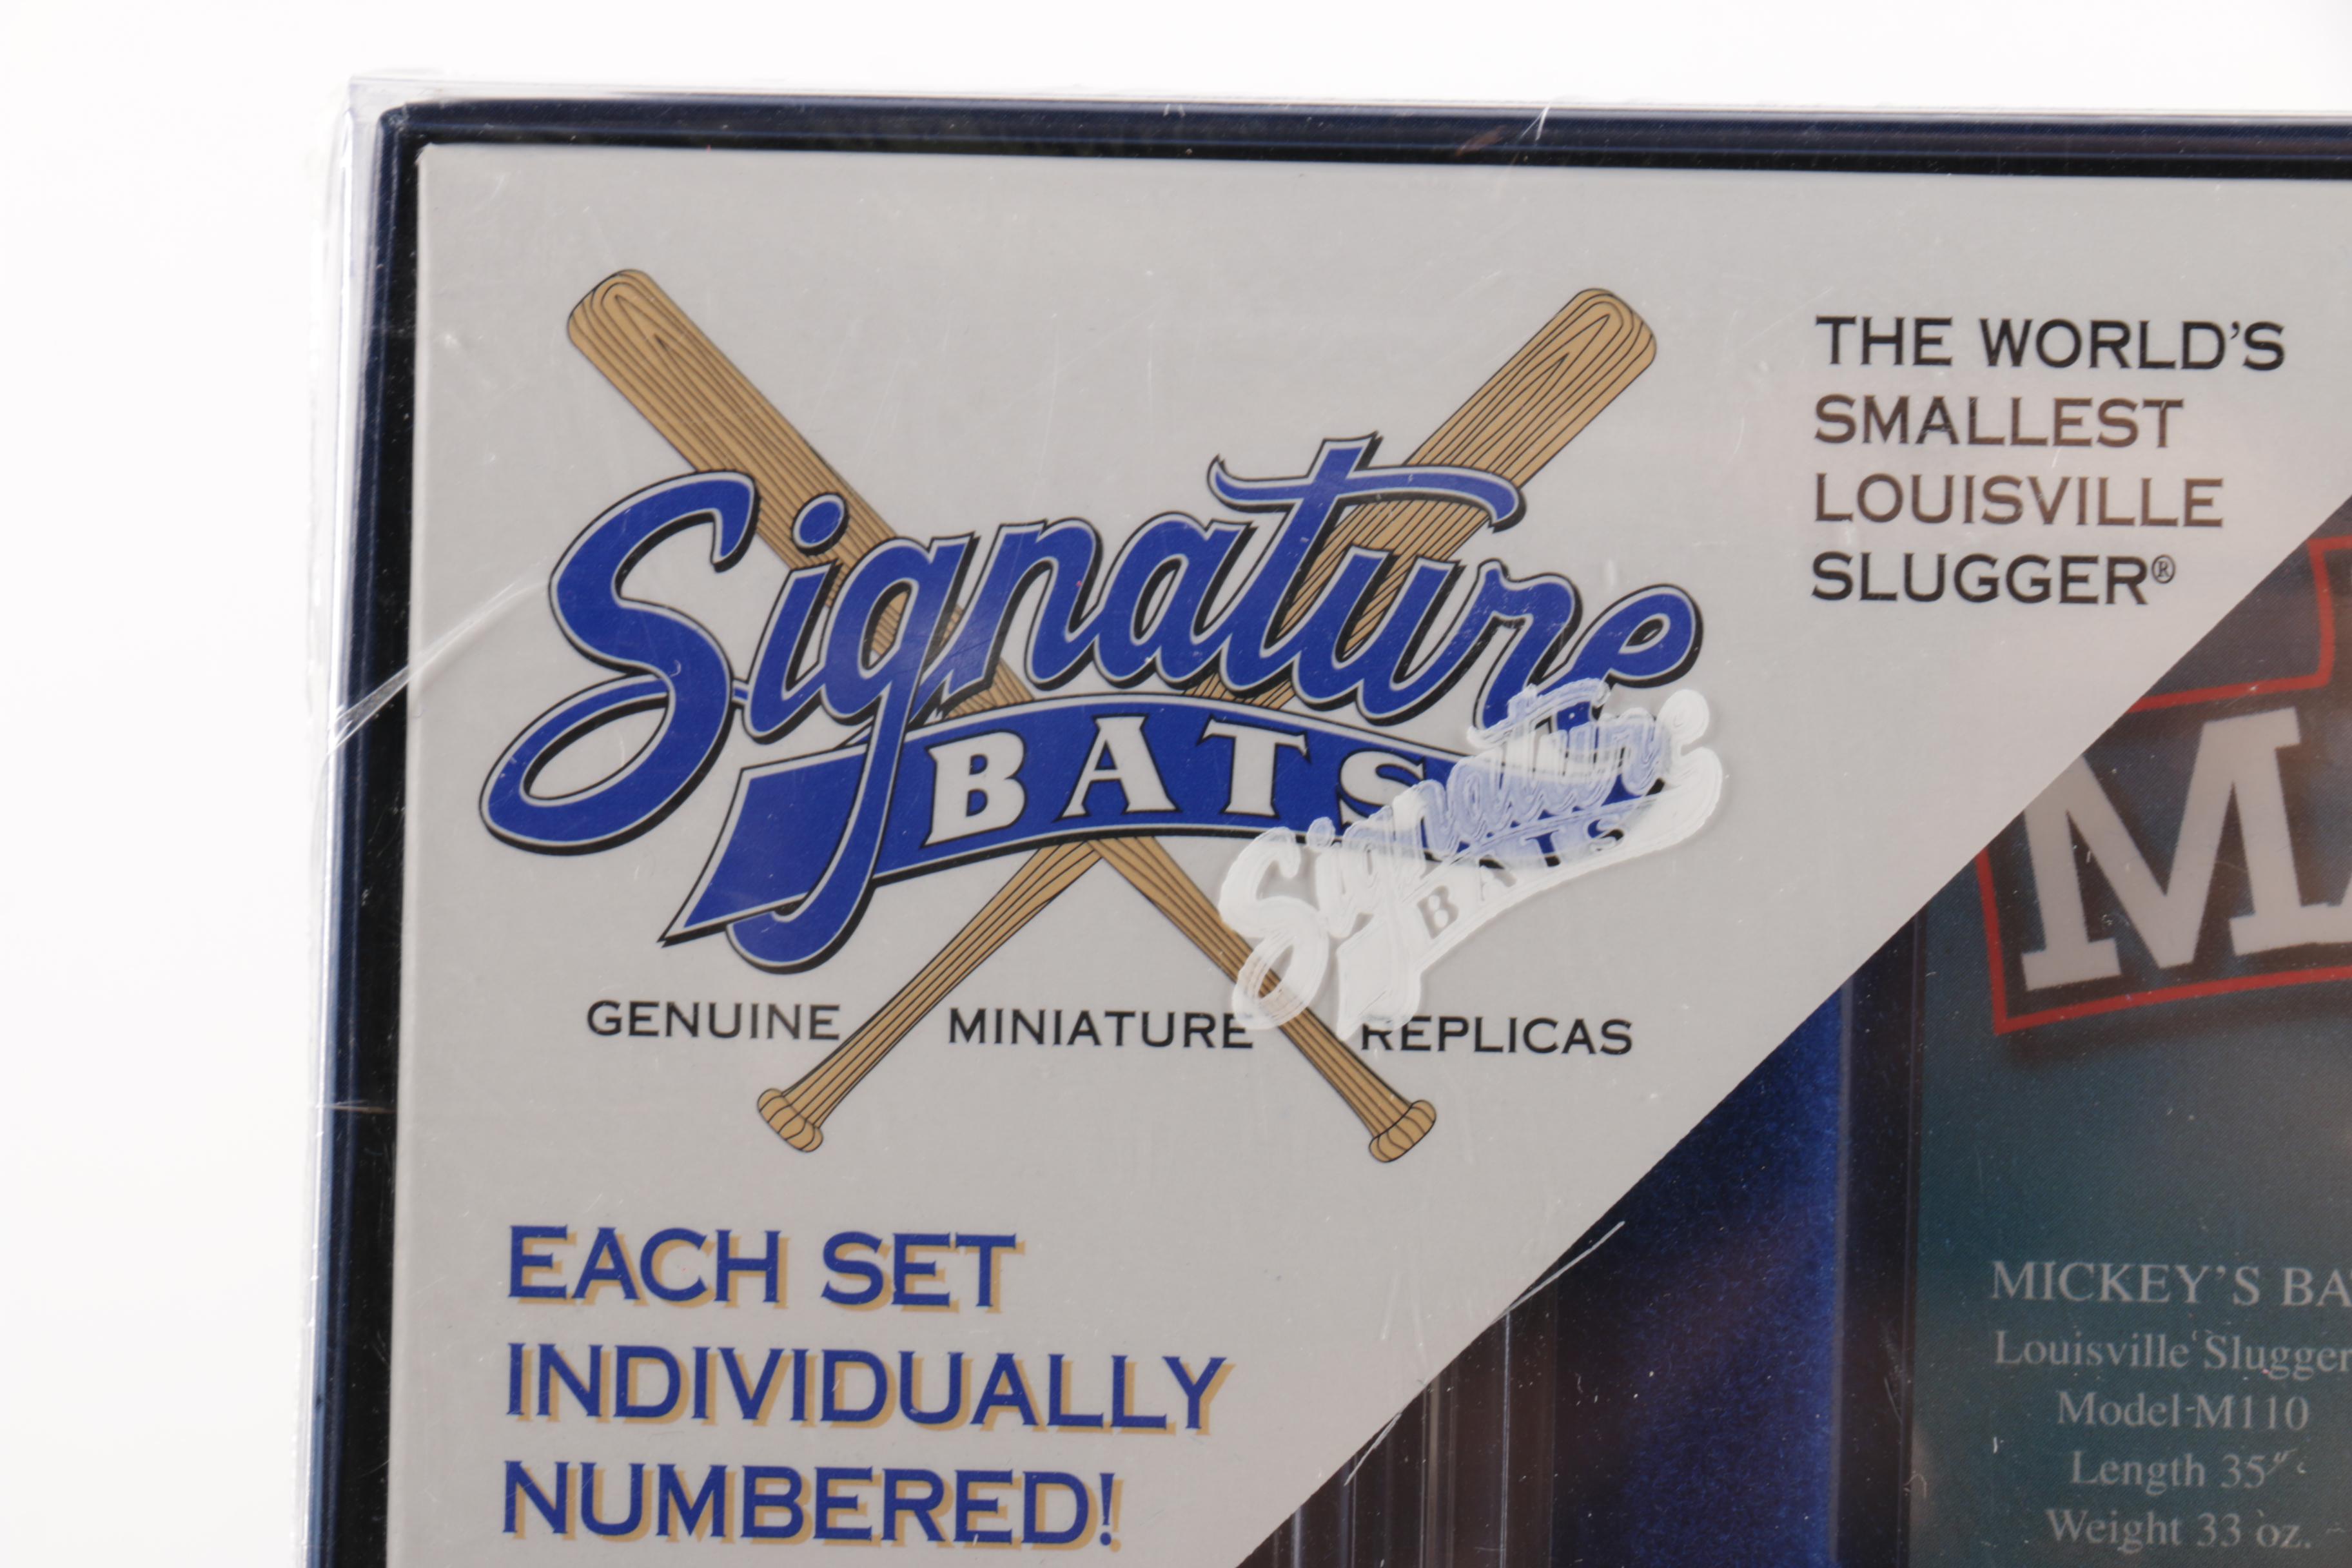 Signature
BATS
GENUINE MINIATURE REPLICAS
THE WORLD'S
SMALLEST
LOUISVILLE
SLUGGER®
Signature
BATS
EACH SET
INDIVIDUALLY
NUMBERED!
MICKEY'S
Louisville Slugger
Model-M110
Length 35"
Weight 33 oz.